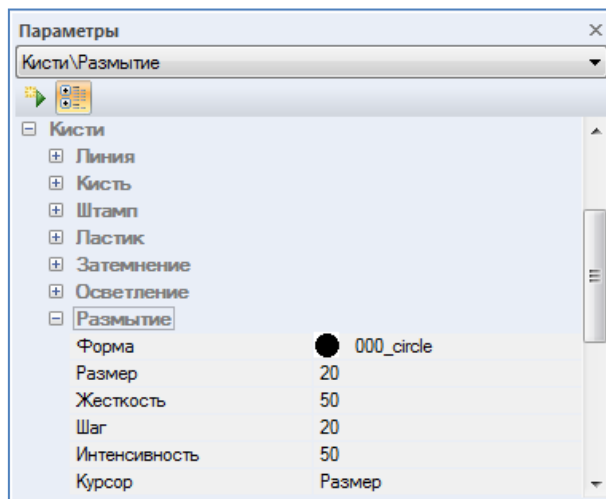 Параметры
Кисти\Размытие
Кисти
Линия
Кисть
Штамп
Ластик
Затемнение
Осветление
Размытие
Форма 000_circle
Размер 20
Жесткость 50
Шаг 20
Интенсивность 50
Курсор Размер